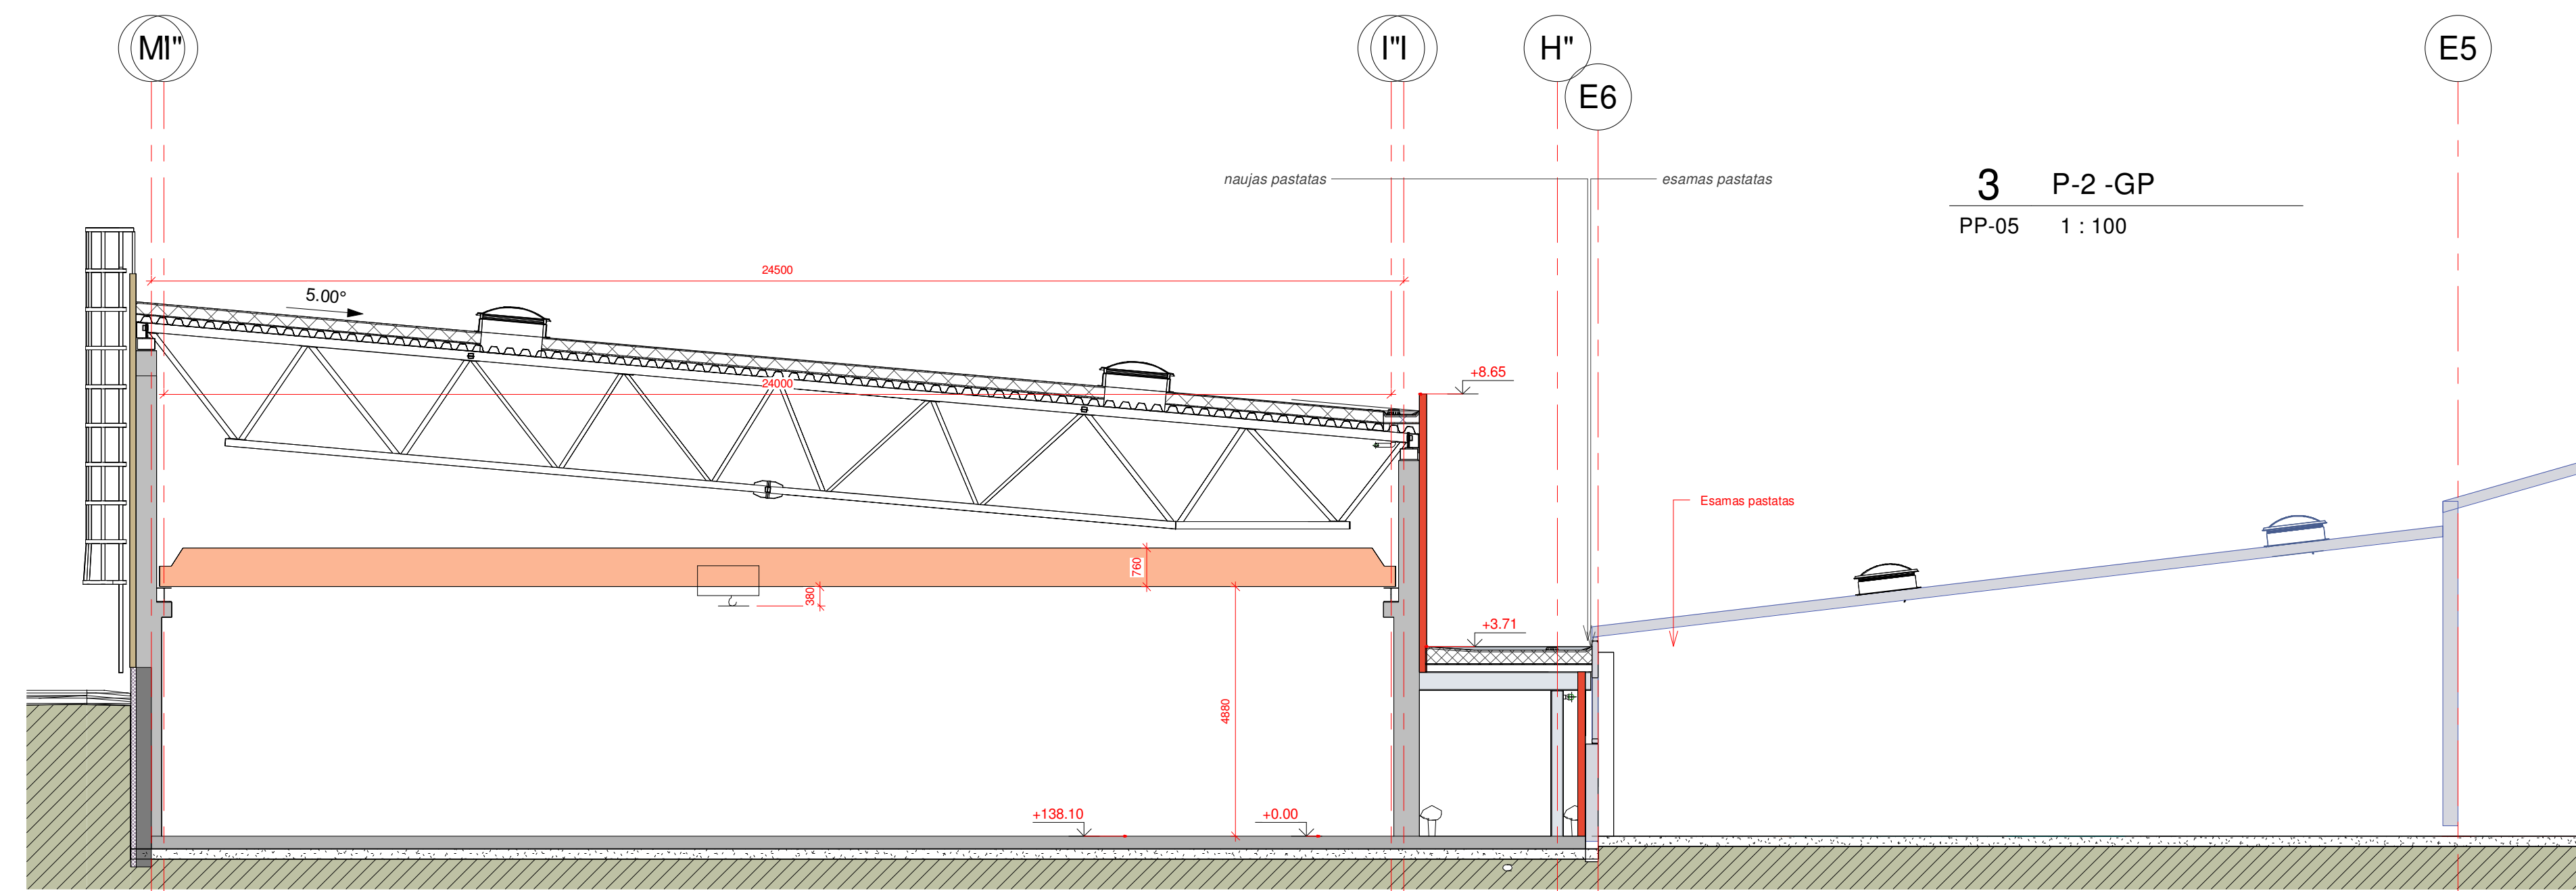 MI"
I"I
H"
E6
E5
naujas pastatas
esamas pastatas
3 P-2 -GP
PP-05 1 : 100
24500
5.00°
24000
+8.65
Esamas pastatas
760
380
+3.71
4880
+138.10
+0.00